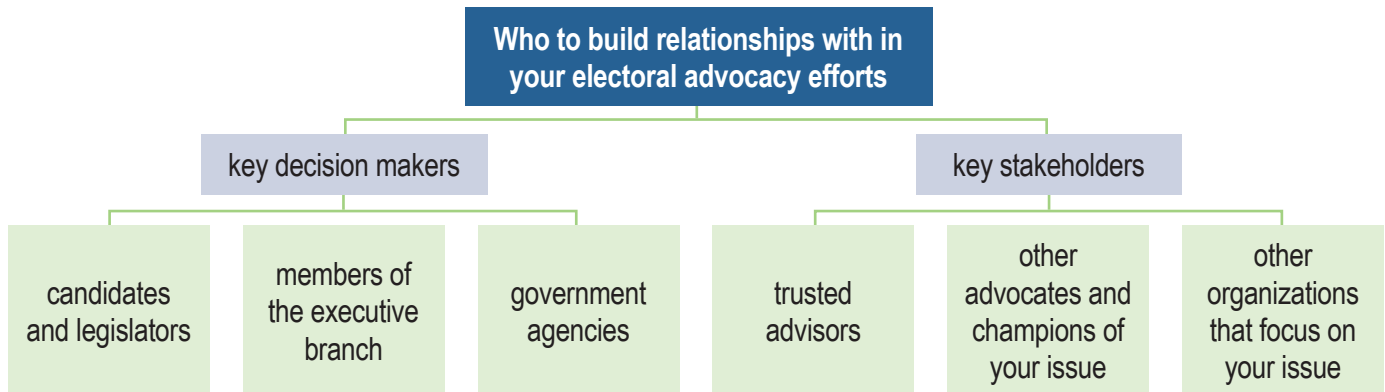 Who to build relationships with in
your electoral advocacy efforts
key decision makers
key stakeholders
candidates
and legislators
members of
the executive
branch
government
agencies
trusted
advisors
other
advocates and
champions of
your issue
other
organizations
that focus on
your issue